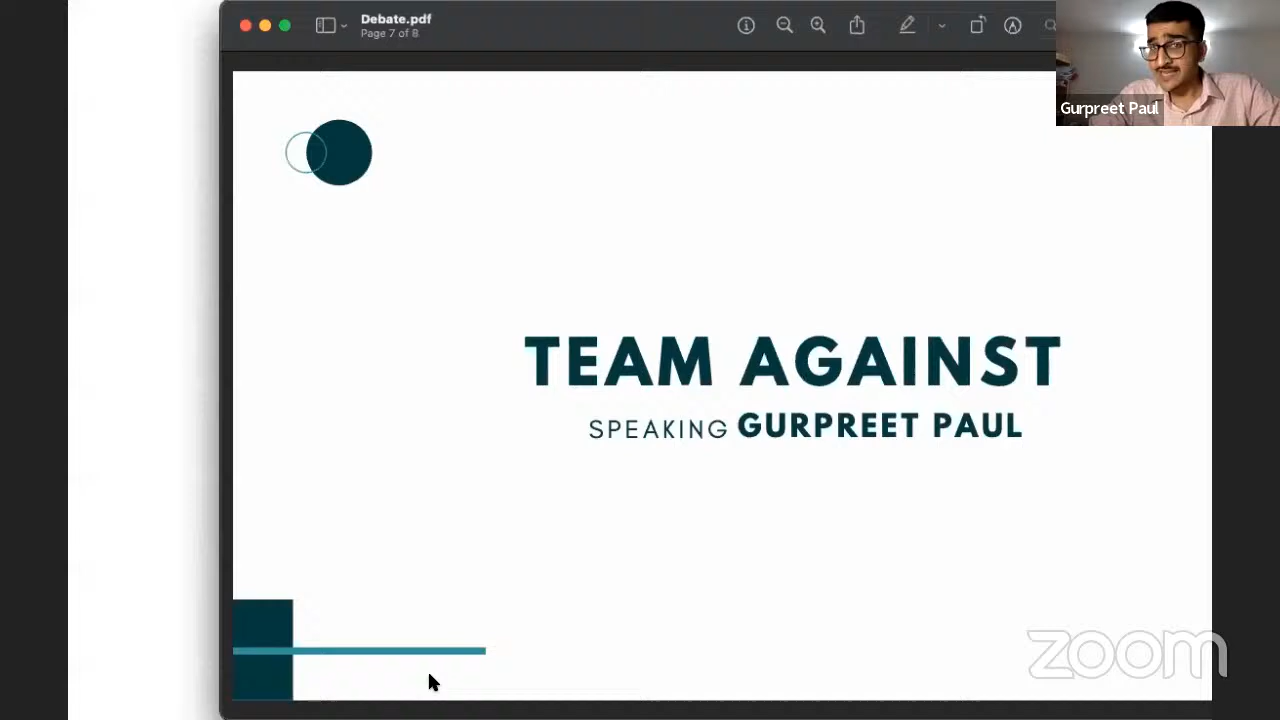 Debate.pdf
Page 7 of 8
Gurpreet Paul
TEAM AGAINST
SPEAKING GURPREET PAUL
zoom